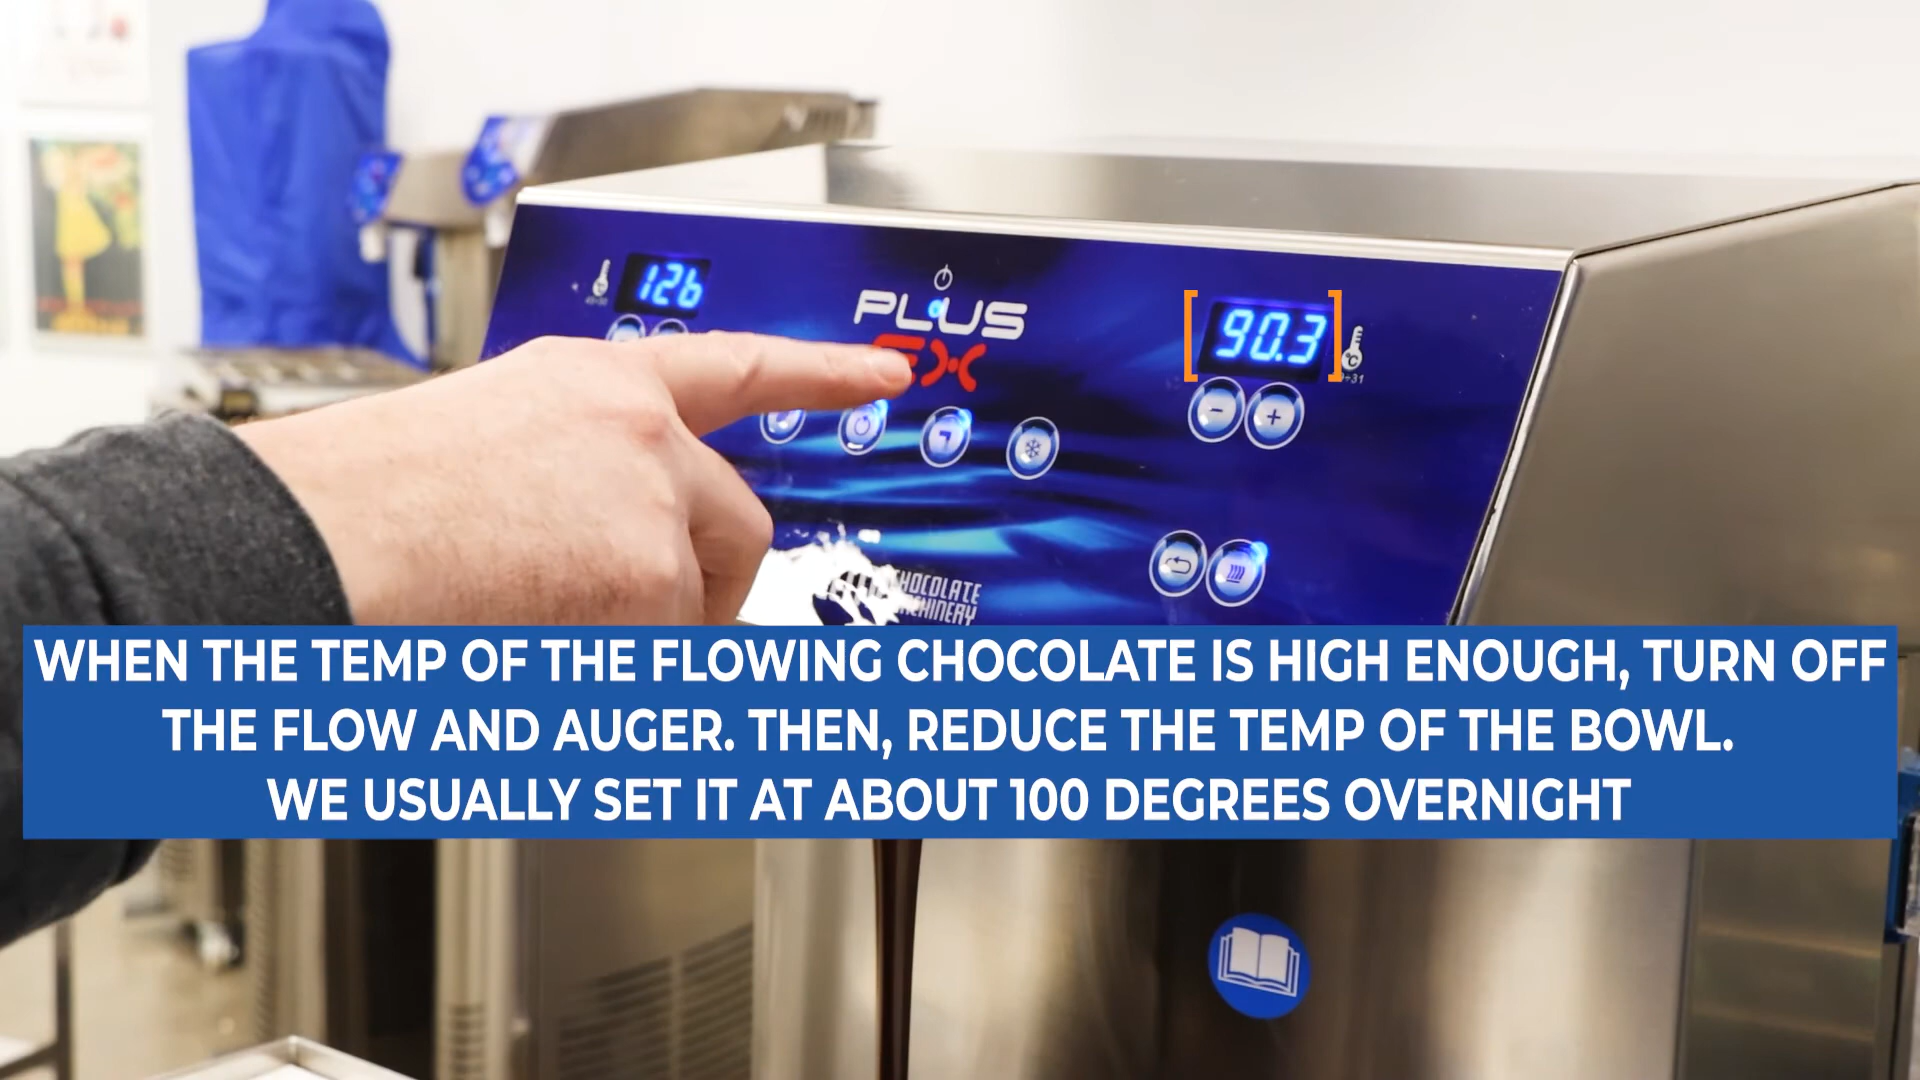 126
PLUS
EX
90.3
°C
CHOCOLATE
MACHINERY
WHEN THE TEMP OF THE FLOWING CHOCOLATE IS HIGH ENOUGH, TURN OFF
THE FLOW AND AUGER. THEN, REDUCE THE TEMP OF THE BOWL.
WE USUALLY SET IT AT ABOUT 100 DEGREES OVERNIGHT